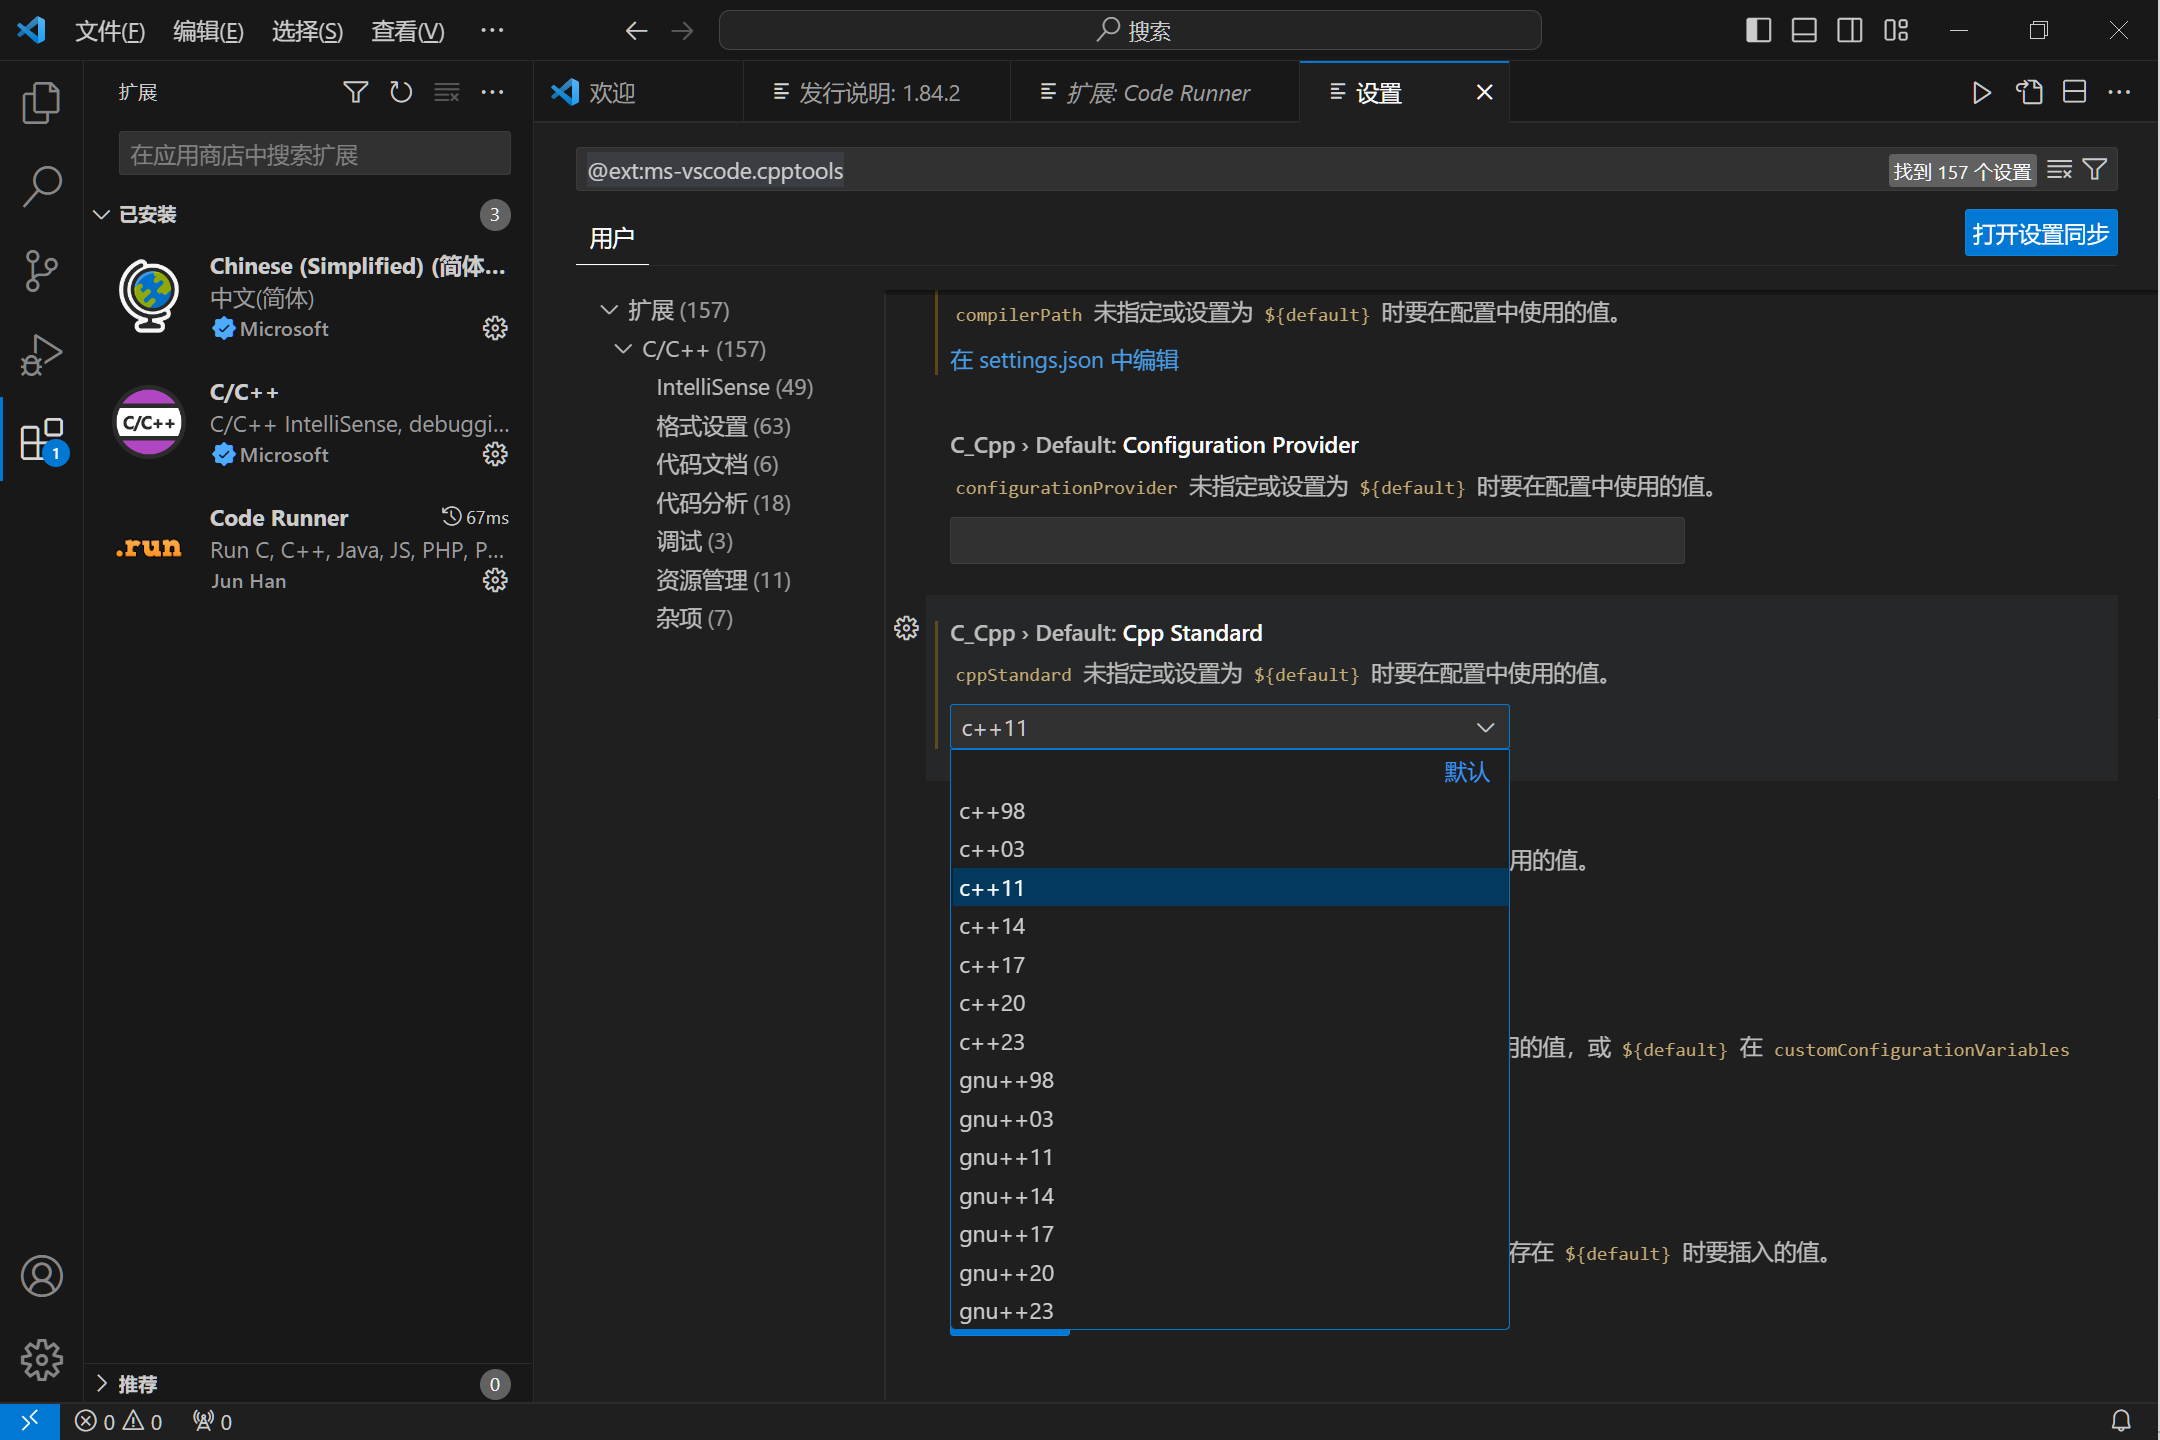 文件(F) 编辑(E) 选择(S) 查看(V) ···
搜索
扩展
在应用商店中搜索扩展
已安装 3
Chinese (Simplified) (简体...
中文(简体)
Microsoft
C/C++
C/C++
C/C++ IntelliSense, debuggi...
Microsoft
1
Code Runner 67ms
.run
Run C, C++, Java, JS, PHP, P...
Jun Han
推荐 0
欢迎 发行说明: 1.84.2 扩展: Code Runner 设置
@ext:ms-vscode.cpptools
找到 157 个设置
用户
打开设置同步
扩展 (157)
C/C++ (157)
IntelliSense (49)
格式设置 (63)
代码文档 (6)
代码分析 (18)
调试 (3)
资源管理 (11)
杂项 (7)
compilerPath 未指定或设置为 ${default} 时要在配置中使用的值。
在 settings.json 中编辑
C_Cpp › Default: Configuration Provider
configurationProvider 未指定或设置为 ${default} 时要在配置中使用的值。
C_Cpp › Default: Cpp Standard
cppStandard 未指定或设置为 ${default} 时要在配置中使用的值。
c++11
默认
c++98
c++03
用的值。
c++11
c++14
c++17
c++20
c++23
的值，或 ${default} 在 customConfigurationVariables
gnu++98
gnu++03
gnu++11
gnu++14
gnu++17
存在 ${default} 时要插入的值。
gnu++20
gnu++23
0 0 0